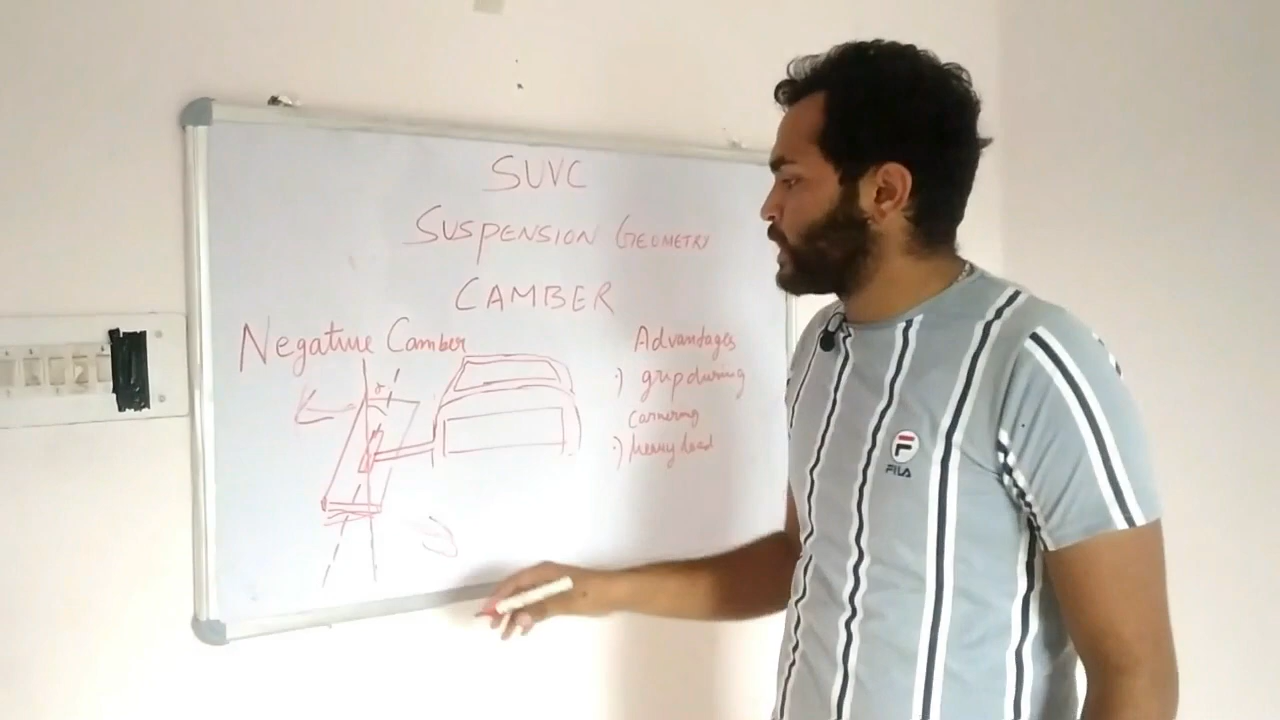 SUVC
SUSPENSION GEOMETRY
CAMBER
Negative Camber
Advantages
grip during
cornering
heavy load
F
FILA